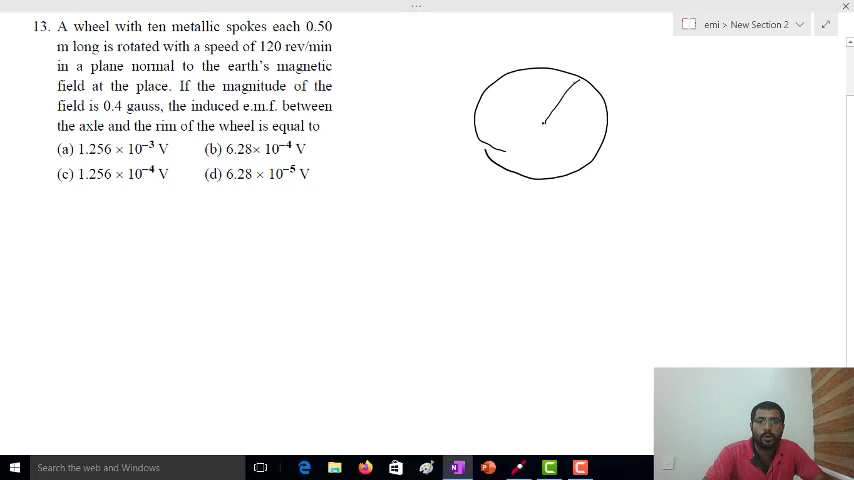 emi > New Section 2
13. A wheel with ten metallic spokes each 0.50
m long is rotated with a speed of 120 rev/min
in a plane normal to the earth's magnetic
field at the place. If the magnitude of the
field is 0.4 gauss, the induced e.m.f. between
the axle and the rim of the wheel is equal to
(a) 1.256 × 10⁻³ V (b) 6.28× 10⁻⁴ V
(c) 1.256 × 10⁻⁴ V (d) 6.28 × 10⁻⁵ V
Search the web and Windows